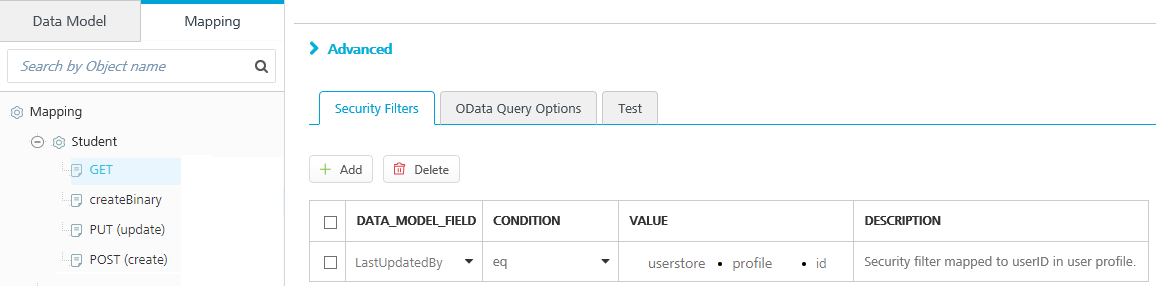 Data Model
Mapping
Search by Object name
Mapping
Student
GET
createBinary
PUT (update)
POST (create)
Advanced
Security Filters
OData Query Options
Test
Add
Delete
DATA_MODEL_FIELD CONDITION VALUE DESCRIPTION
LastUpdatedBy eq userstore • profile • id Security filter mapped to userID in user profile.